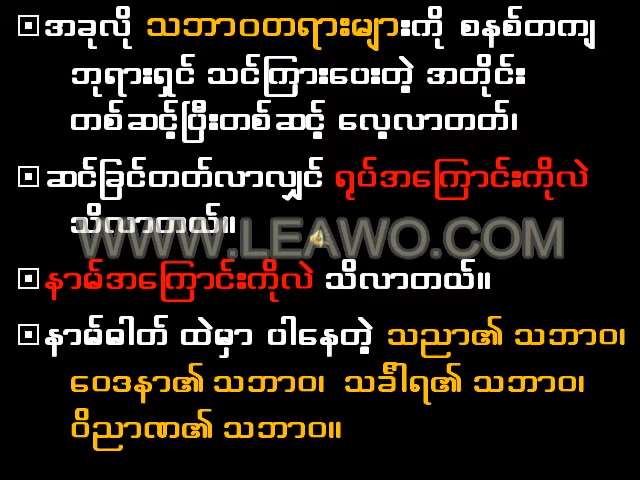 အခုလို သဘာဝတရားများကို စနစ်တကျ
ဘုရားရှင် သင်ကြားပေးတဲ့ အတိုင်း
တစ်ဆင့်ပြီးတစ်ဆင့် လေ့လာတတ်၊
ဆင်ခြင်တတ်လာလျှင် ရုပ်အကြောင်းကိုလဲ
သိလာတယ်။
WWW.LEAWO.COM
နာမ်အကြောင်းကိုလဲ သိလာတယ်။
နာမ်ဓါတ် ထဲမှာ ပါနေတဲ့ သညာ၏ သဘာဝ၊
ဝေဒနာ၏ သဘာဝ၊ သင်္ခါရ၏ သဘာဝ၊
ဝိညာဏ၏ သဘာဝ။